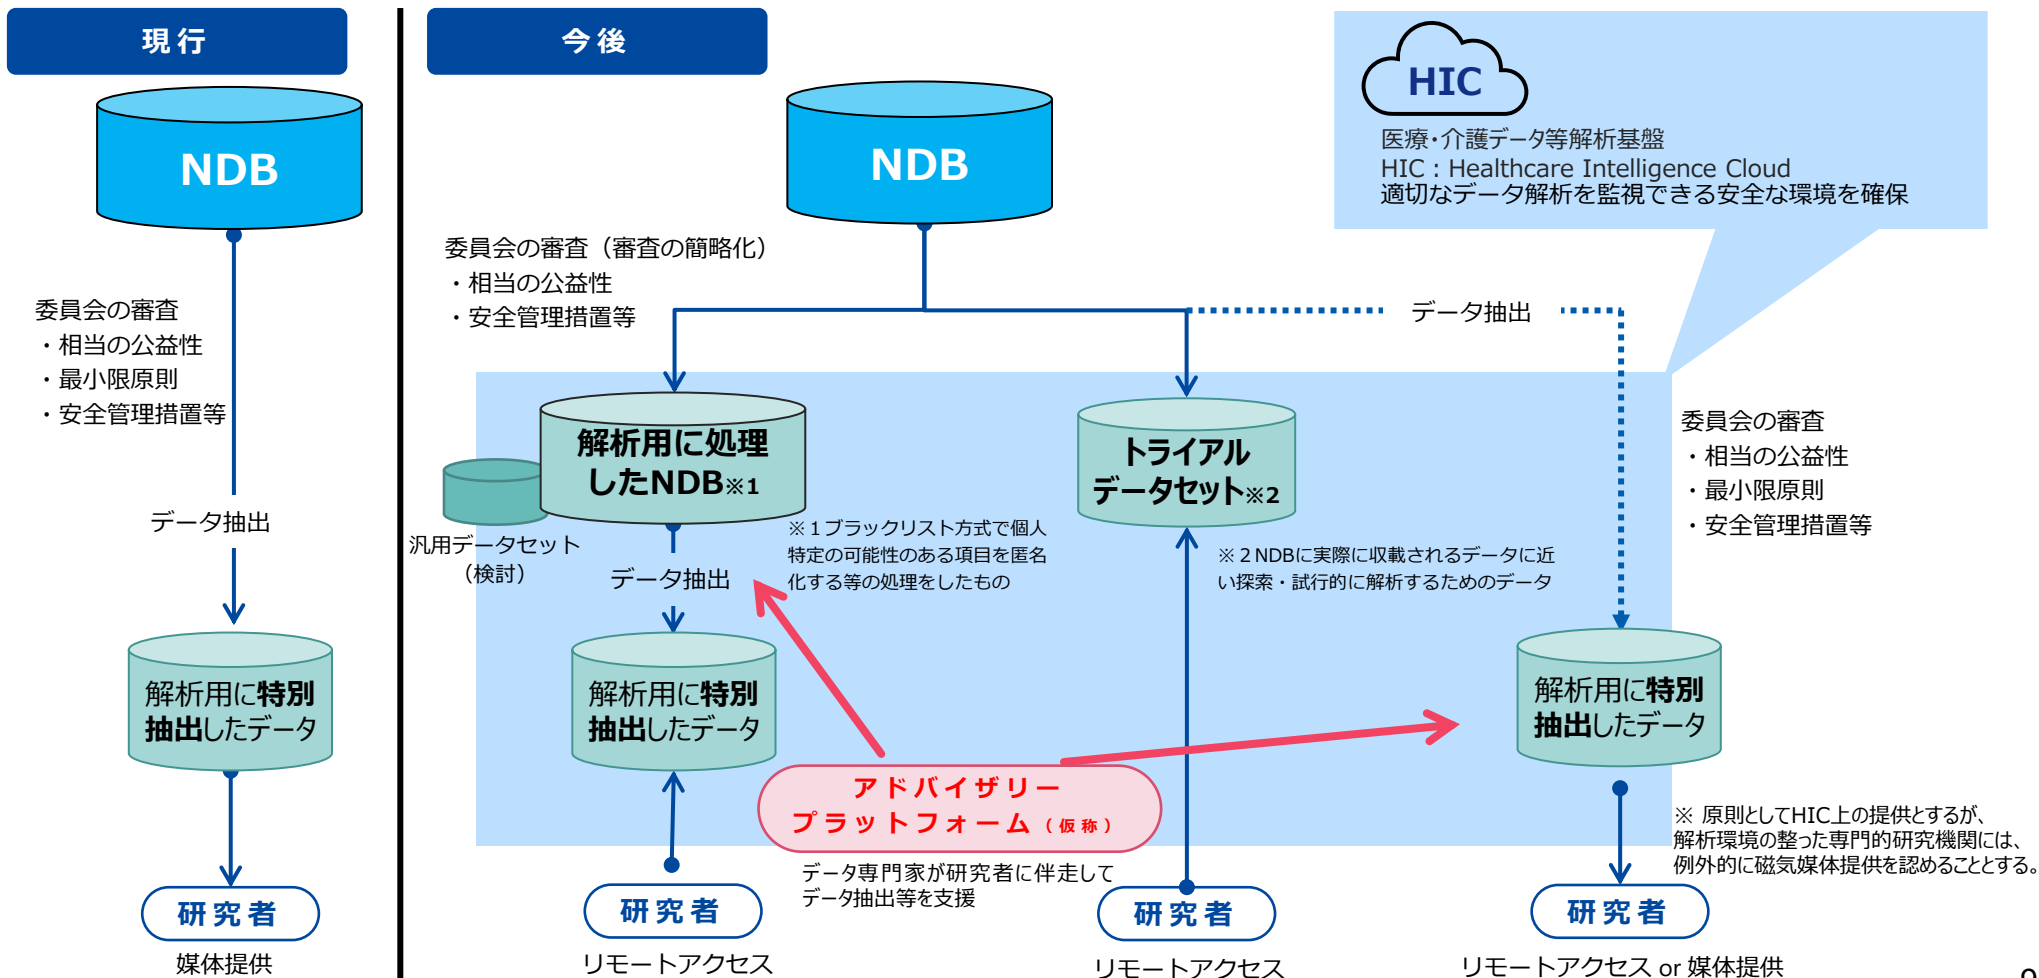 現行
NDB
委員会の審査
・相当の公益性
・最小限原則
・安全管理措置等
データ抽出
解析用に特別
抽出したデータ
研究者
媒体提供
今後
NDB
HIC
医療・介護データ等解析基盤
HIC：Healthcare Intelligence Cloud
適切なデータ解析を監視できる安全な環境を確保
委員会の審査（審査の簡略化）
・相当の公益性
・安全管理措置等
データ抽出
解析用に処理
したNDB※1
汎用データセット
（検討）
※１ブラックリスト方式で個人
特定の可能性のある項目を匿名
化する等の処理をしたもの
データ抽出
解析用に特別
抽出したデータ
研究者
リモートアクセス
トライアル
データセット※2
※２NDBに実際に収載されるデータに近
い探索・試行的に解析するためのデータ
アドバイザリー
プラットフォーム（仮称）
データ専門家が研究者に伴走して
データ抽出等を支援
研究者
リモートアクセス
委員会の審査
・相当の公益性
・最小限原則
・安全管理措置等
解析用に特別
抽出したデータ
※ 原則としてHIC上の提供とするが、
解析環境の整った専門的研究機関には、
例外的に磁気媒体提供を認めることとする。
研究者
リモートアクセス or 媒体提供